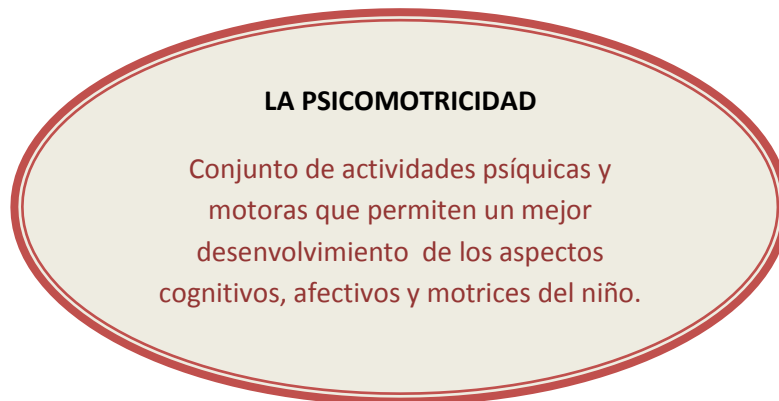 LA PSICOMOTRICIDAD
Conjunto de actividades psíquicas y
motoras que permiten un mejor
desenvolvimiento de los aspectos
cognitivos, afectivos y motrices del niño.